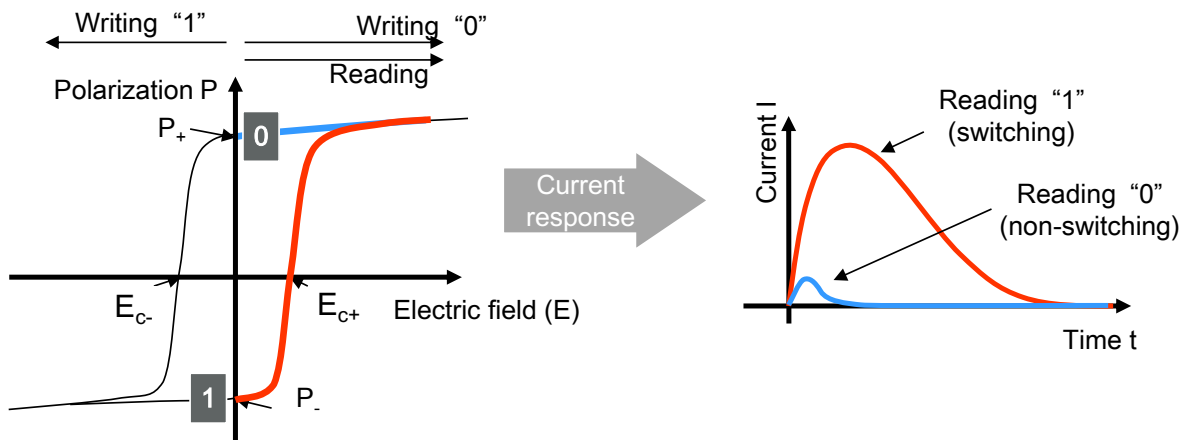 Writing “1”
Writing “0”
Reading
Polarization P
P+
0
Ec-
Ec+
Electric field (E)
1
P-
Current
response
Current I
Reading “1”
(switching)
Reading “0”
(non-switching)
Time t